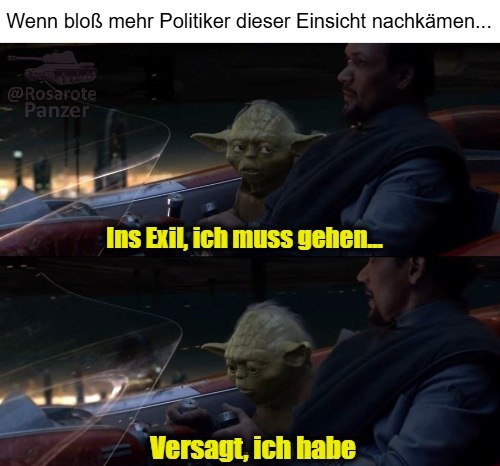 Wenn bloß mehr Politiker dieser Einsicht nachkämen...
@Rosarote
Panzer
Ins Exil, ich muss gehen...
Versagt, ich habe